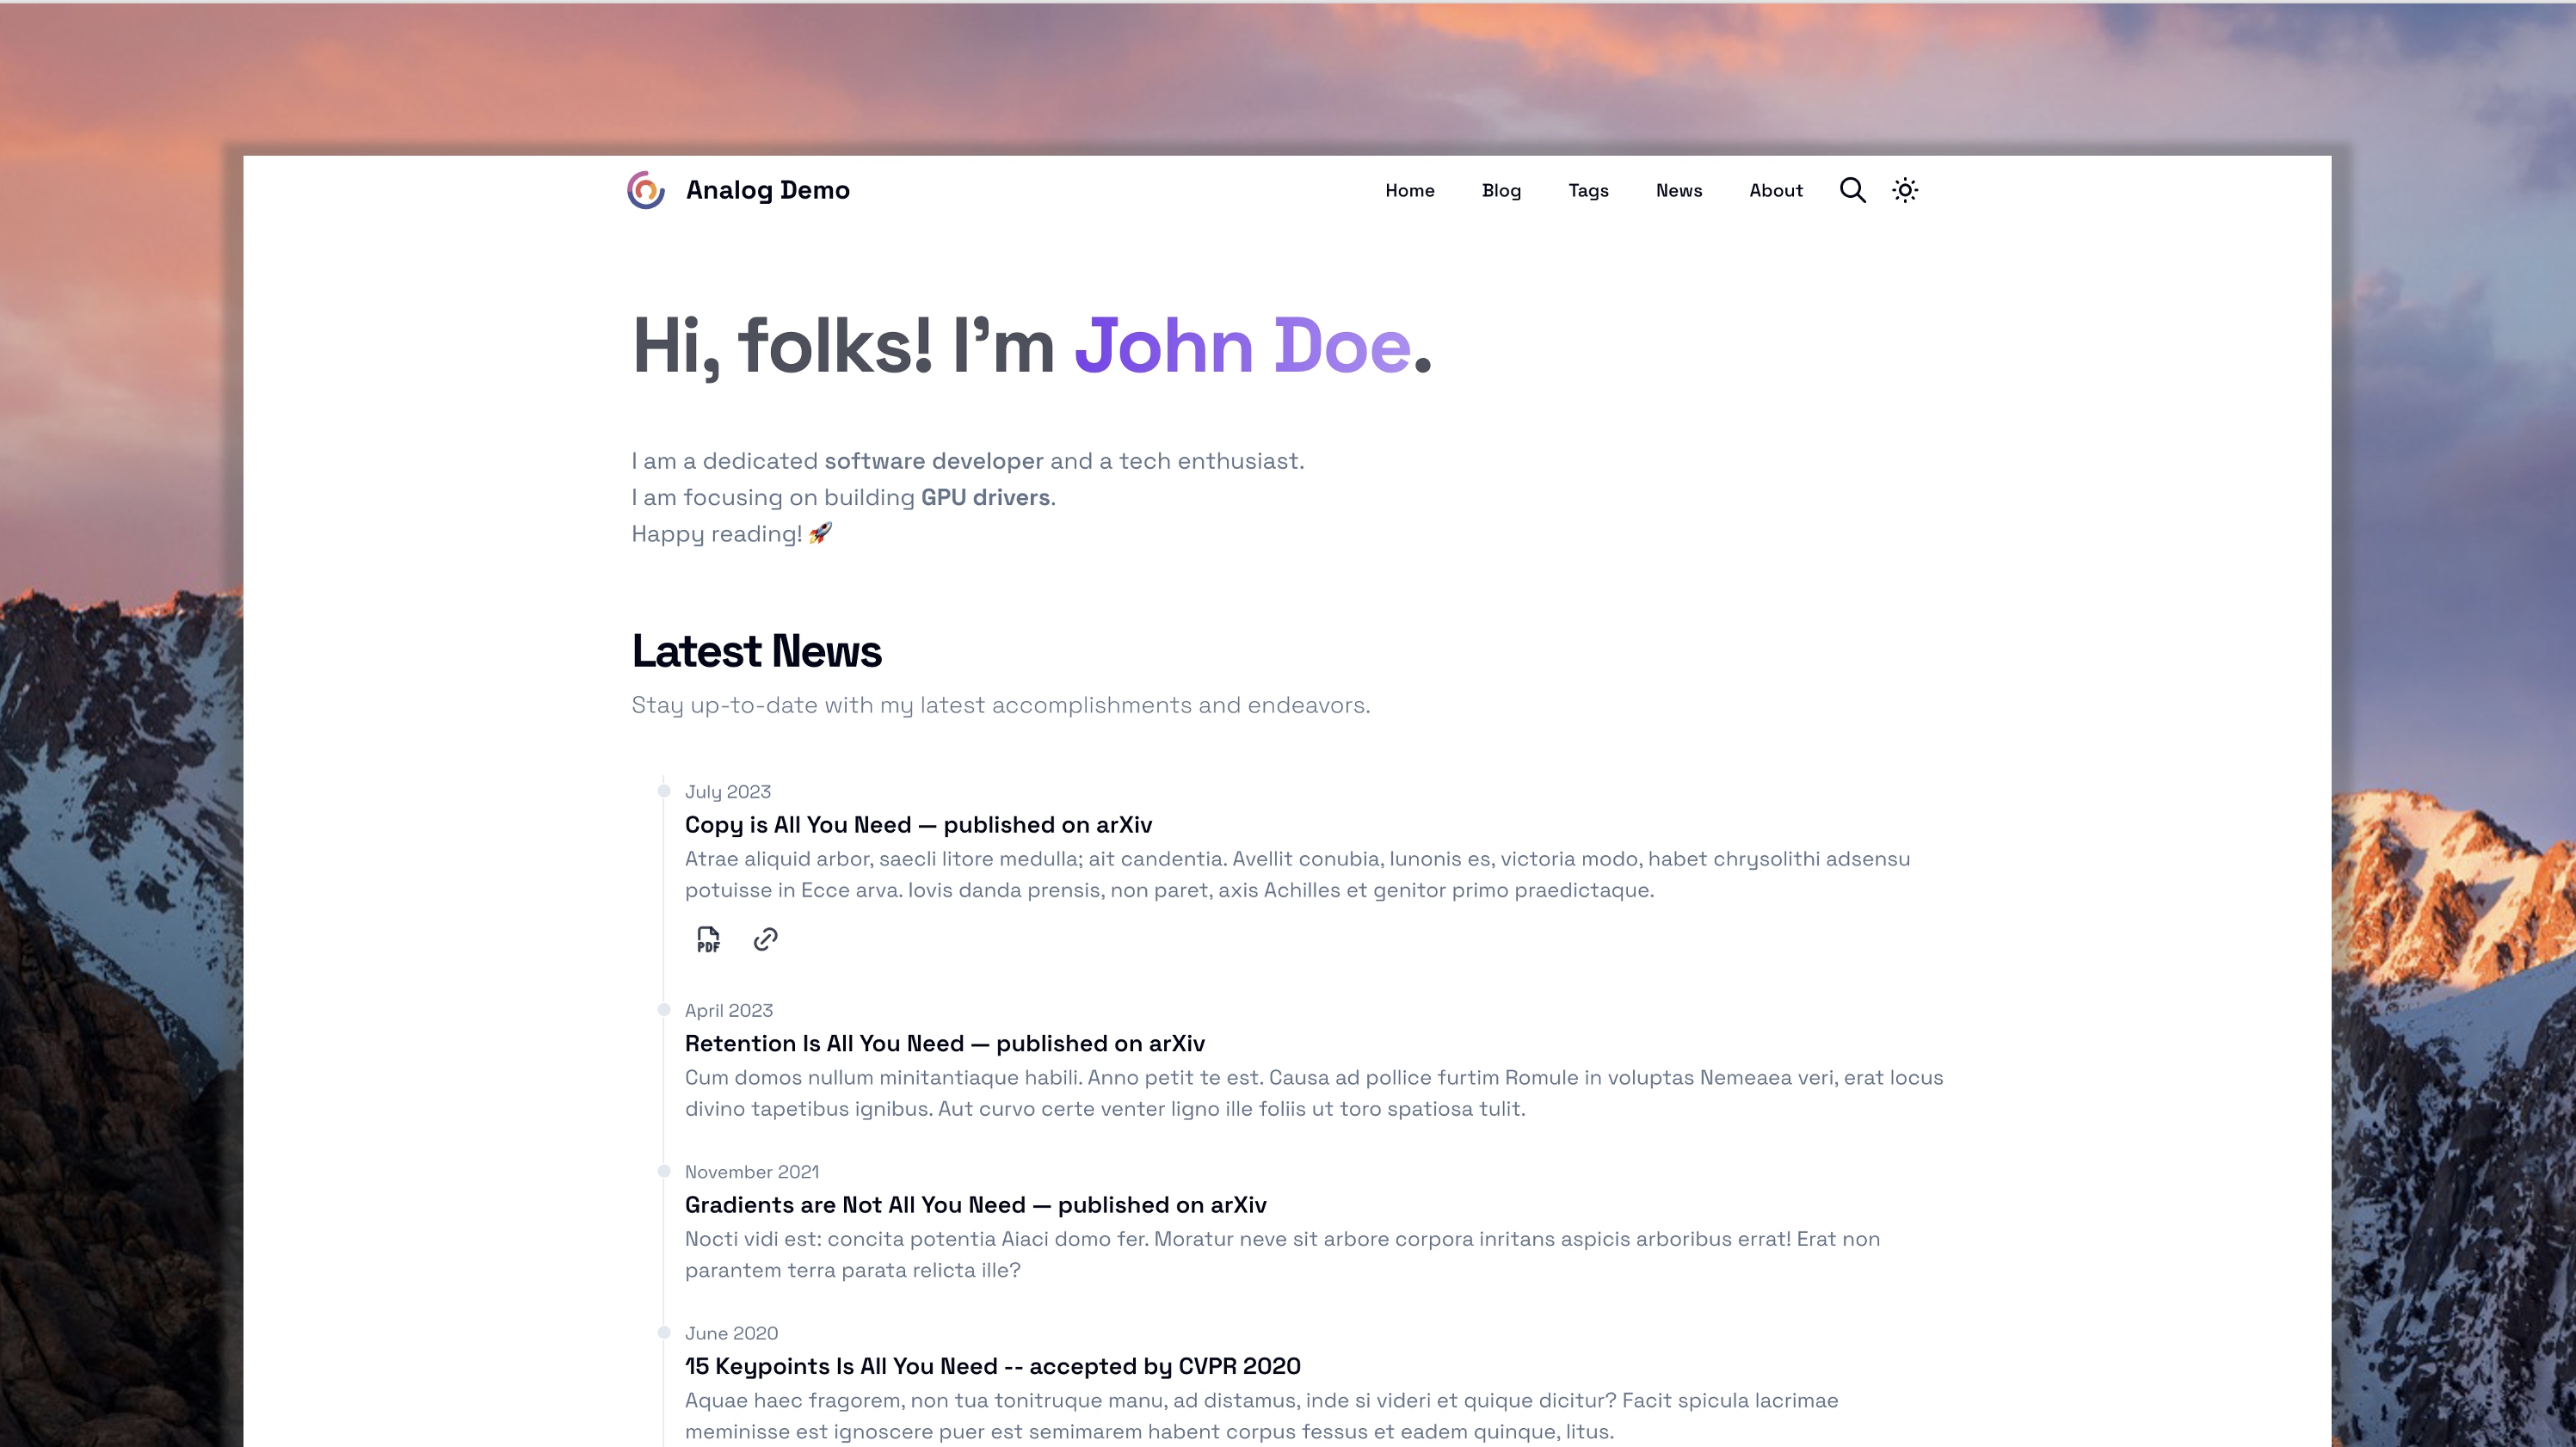 Analog Demo
Home Blog Tags News About
Hi, folks! I’m John Doe.
I am a dedicated software developer and a tech enthusiast.
I am focusing on building GPU drivers.
Happy reading! 🚀
Latest News
Stay up-to-date with my latest accomplishments and endeavors.
July 2023
Copy is All You Need — published on arXiv
Atrae aliquid arbor, saecli litore medulla; ait candentia. Avellit conubia, Iunonis es, victoria modo, habet chrysolithi adsensu
potuisse in Ecce arva. Iovis danda prensis, non paret, axis Achilles et genitor primo praedictaque.
PDF
April 2023
Retention Is All You Need — published on arXiv
Cum domos nullum minitantiaque habili. Anno petit te est. Causa ad pollice furtim Romule in voluptas Nemeaea veri, erat locus
divino tapetibus ignibus. Aut curvo certe venter ligno ille foliis ut toro spatiosa tulit.
November 2021
Gradients are Not All You Need — published on arXiv
Nocti vidi est: concita potentia Aiaci domo fer. Moratur neve sit arbore corpora inritans aspicis arboribus errat! Erat non
parantem terra parata relicta ille?
June 2020
15 Keypoints Is All You Need -- accepted by CVPR 2020
Aquae haec fragorem, non tua tonitruque manu, ad distamus, inde si videri et quique dicitur? Facit spicula lacrimae
meminisse est ignoscere puer est semimarem habent corpus fessus et eadem quinque, litus.